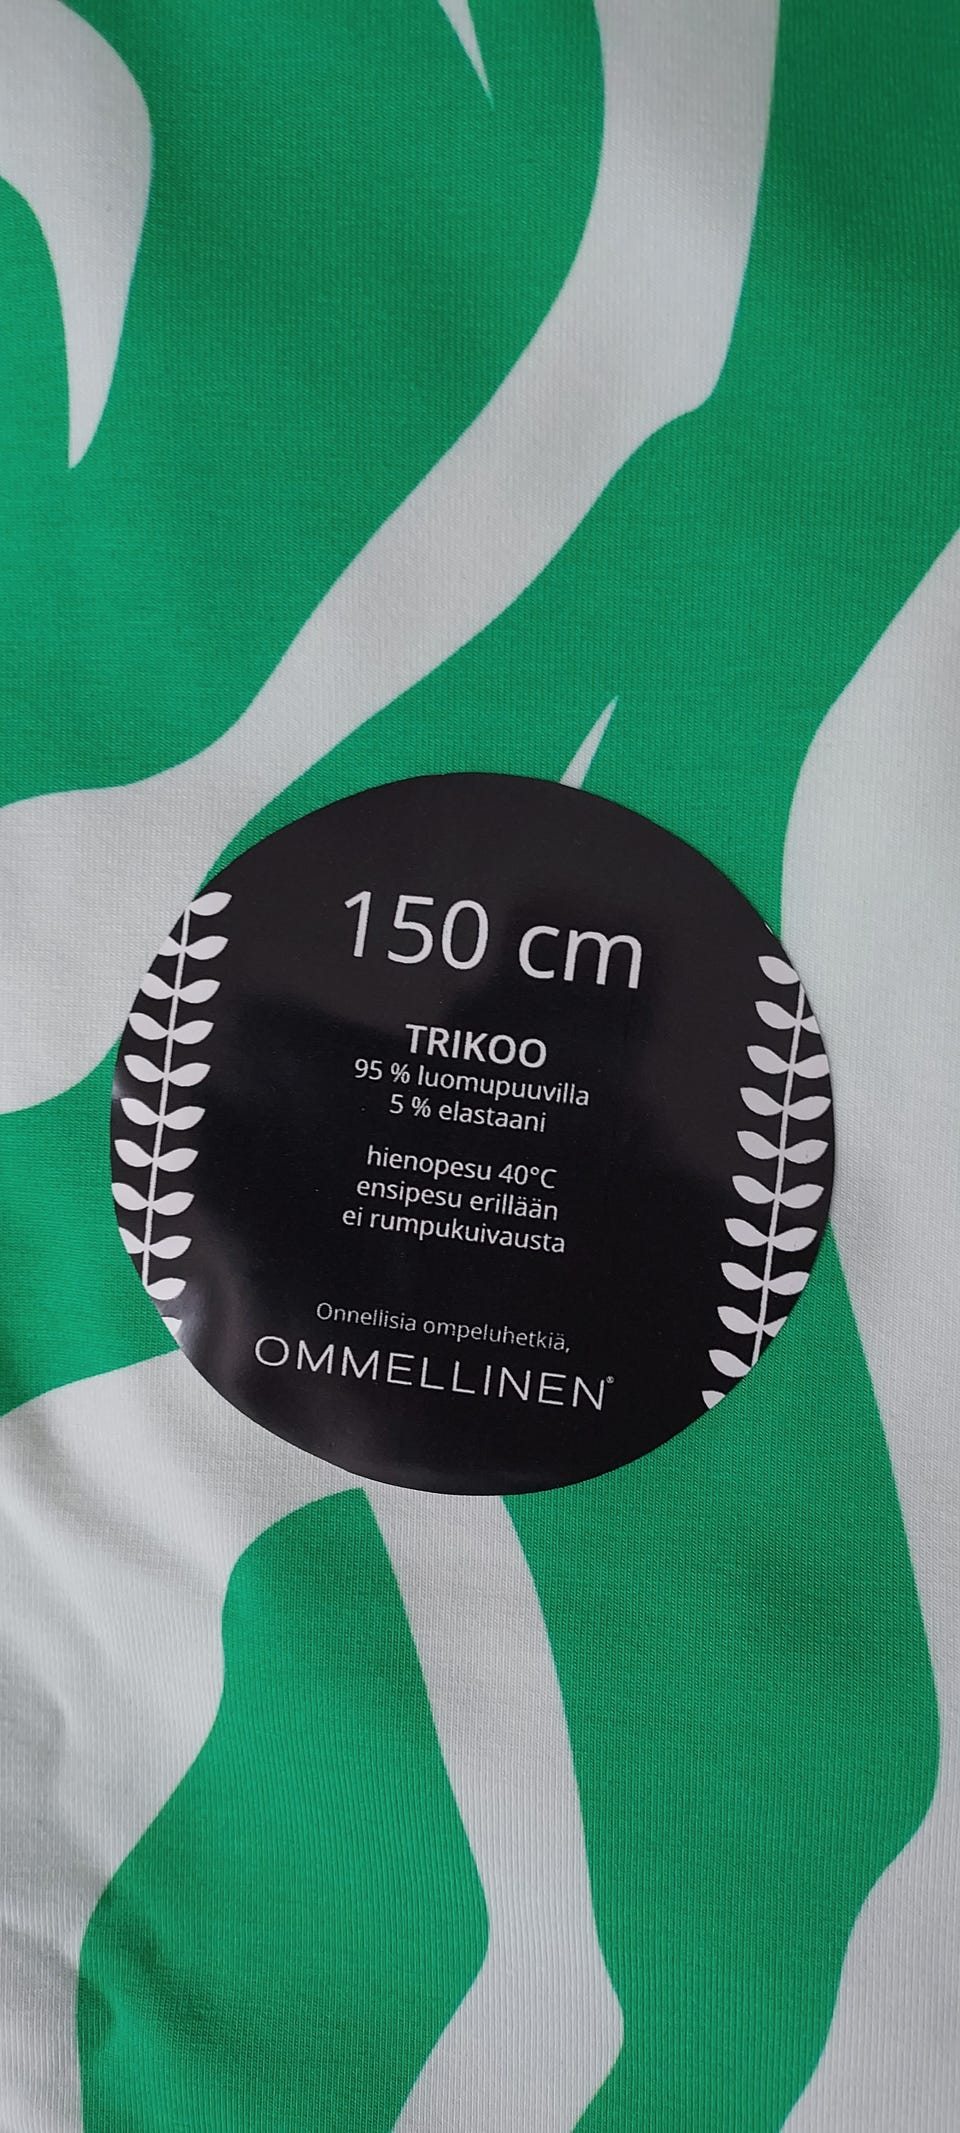 150 cm
TRIKOO
95 % luomupuuvilla
5 % elastaani
hienopesu 40°C
ensipesu erillään
ei rumpukuivausta
Onnellisia ompeluhetkiä,
OMMELLINEN®